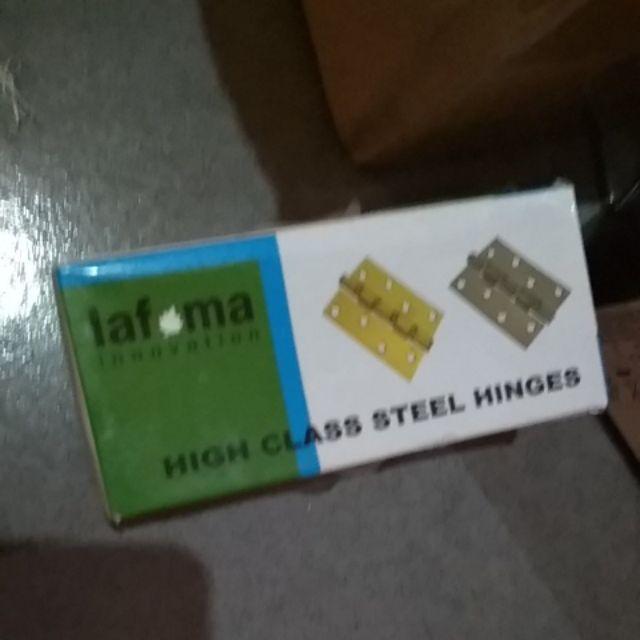 laf ma
innovation
HIGH CLASS STEEL HINGES